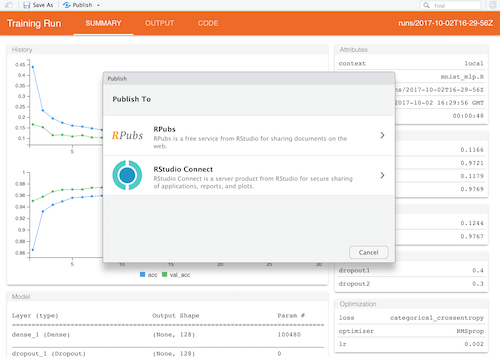 Save As
Publish
Find
Training Run
SUMMARY
OUTPUT
CODE
runs/2017-10-02T16-29-56Z
History
0.45
0.4
0.35
0.3
0.25
0.2
0.15
0.1
5
1
0.98
0.96
0.94
0.92
0.9
0.88
0.86
5
10
15
20
25
30
acc
val_acc
Publish
Publish To
RPubs
RPubs
RPubs is a free service from RStudio for sharing documents on the
web.
RStudio Connect
RStudio Connect is a server product from RStudio for secure sharing
of applications, reports, and plots.
Cancel
Attributes
context local
mnist_mlp.R
ns/2017-10-02T16-29-56Z
2017-10-02 16:29:56 GMT
00:00:48
0.1166
0.9721
0.1179
0.9769
0.1244
0.9767
dropout1 0.4
dropout2 0.3
Optimization
loss categorical_crossentropy
optimizer RMSprop
lr 0.002
Model
Layer (type) Output Shape Param #
dense_1 (Dense) (None, 128) 100480
dropout_1 (Dropout) (None, 128) 0